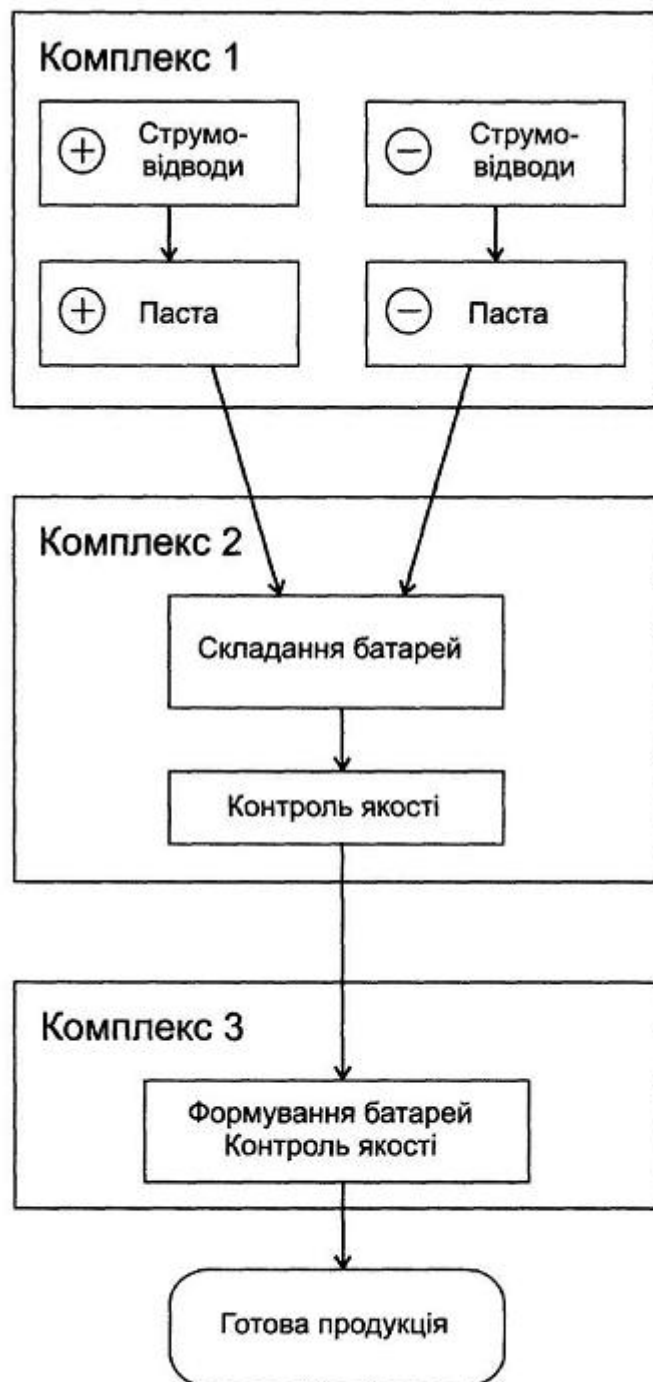 Комплекс 1
+ Струмо-
відводи
− Струмо-
відводи
+ Паста
− Паста
Комплекс 2
Складання батарей
Контроль якості
Комплекс 3
Формування батарей
Контроль якості
Готова продукція